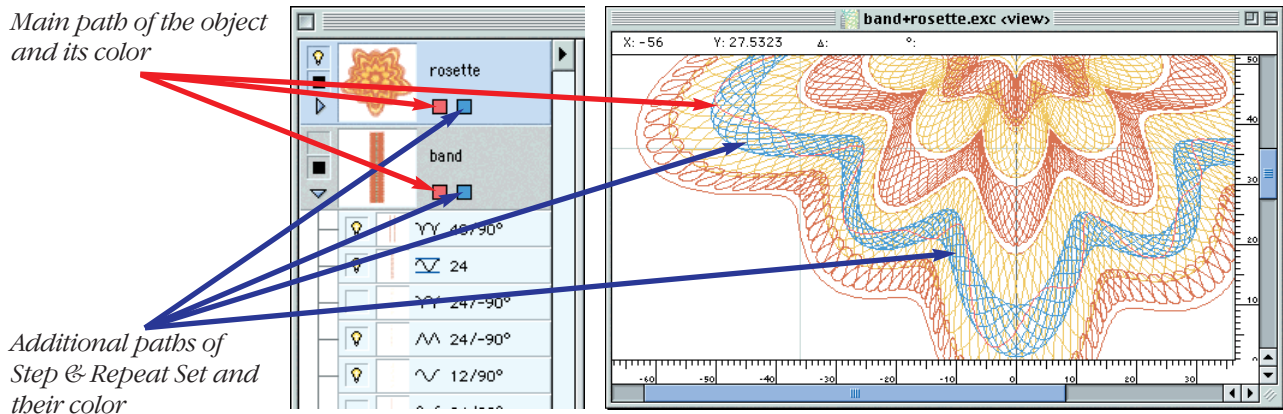 Main path of the object
and its color
Additional paths of
Step & Repeat Set and
their color
rosette
band
48/90°
24
24/-90°
24/-90°
12/90°
band+rosette.exc <view>
X: -56 Y: 27.5323 Δ: °:
50
40
30
20
10
0
-60 -50 -40 -30 -20 -10 0 10 20 30